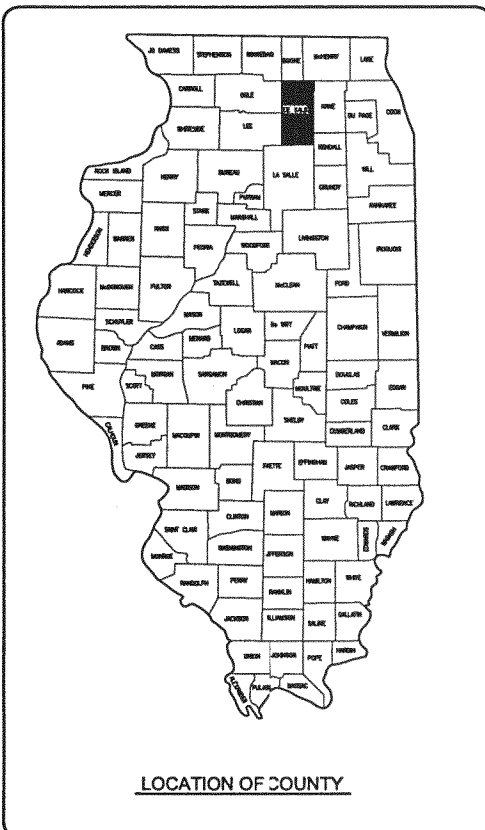 JO DAVIESS STEPHENSON WINNEBAGO BOONE McHENRY LAKE
CARROLL OGLE DE KALB KANE DU PAGE COOK
WHITESIDE LEE KENDALL
ROCK ISLAND HENRY BUREAU LA SALLE GRUNDY WILL
MERCER PUTNAM KANKAKEE
HENDERSON WARREN KNOX STARK MARSHALL LIVINGSTON IROQUOIS
PEORIA WOODFORD
HANCOCK McDONOUGH FULTON TAZEWELL McCLEAN FORD
MASON
ADAMS SCHUYLER LOGAN De WITT CHAMPAIGN VERMILION
BROWN CASS MENARD PIATT
PIKE SCOTT MORGAN SANGAMON MACON DOUGLAS EDGAR
MOULTRIE COLES
CHRISTIAN SHELBY
CALHOUN GREENE MACOUPIN MONTGOMERY CUMBERLAND CLARK
JERSEY
FAYETTE EFFINGHAM JASPER CRAWFORD
MADISON BOND
CLAY RICHLAND LAWRENCE
CLINTON MARION
SAINT CLAIR WAYNE EDWARDS WABASH
WASHINGTON JEFFERSON
MONROE
RANDOLPH PERRY HAMILTON WHITE
RANKLIN
JACKSON ILLIAMSON SALINE GALLATIN
UNION JOHNSON POPE HARDIN
ALEXANDER PULASKI MASSAC
LOCATION OF COUNTY